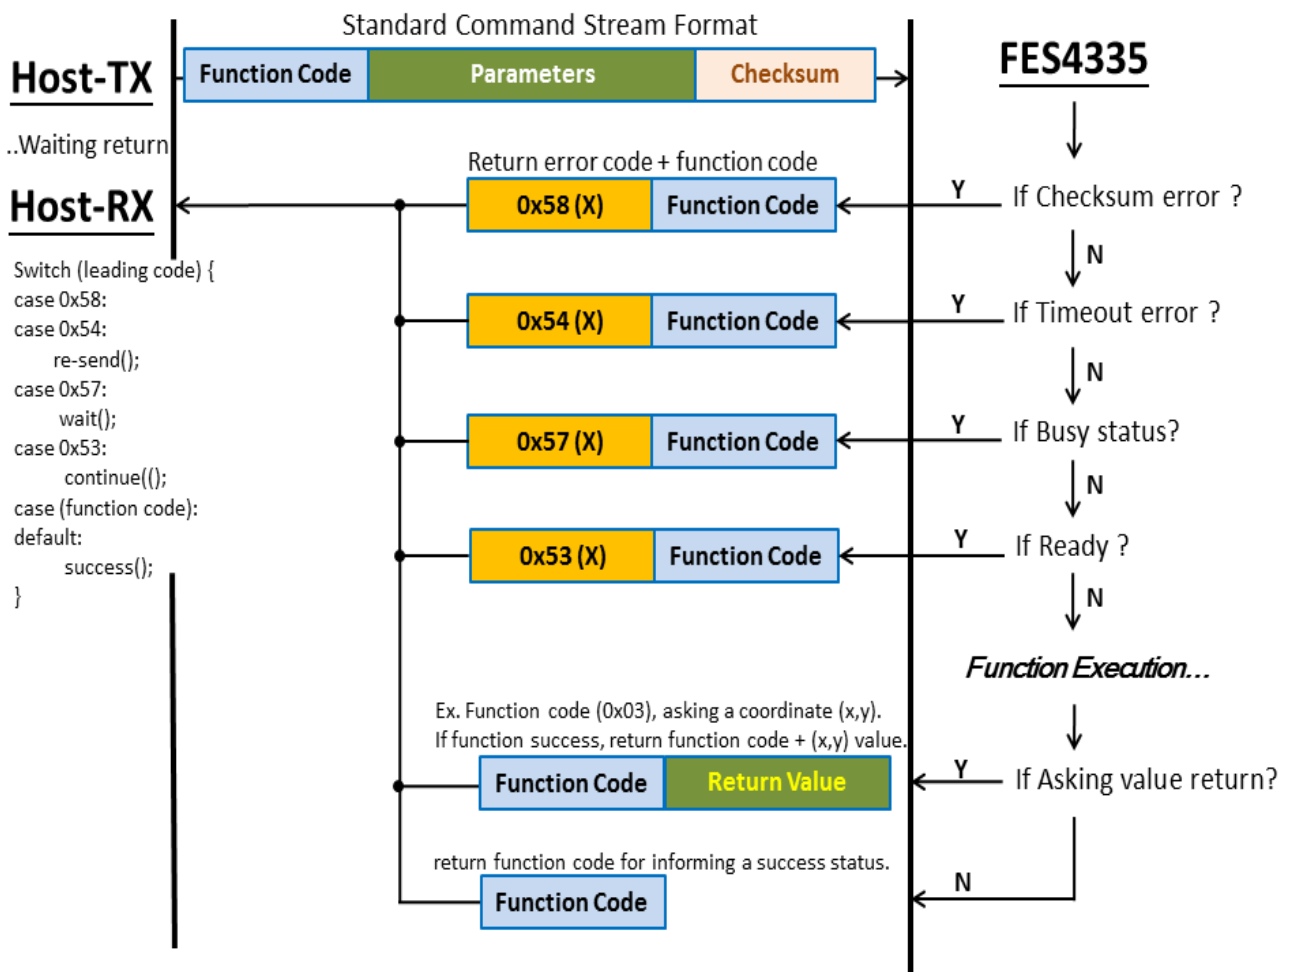 Standard Command Stream Format
Host-TX
Function Code
Parameters
Checksum
FES4335
..Waiting return
Return error code + function code
Host-RX
0x58 (X)
Function Code
Y
If Checksum error ?
N
Switch (leading code) {
case 0x58:
case 0x54:
re-send();
case 0x57:
wait();
case 0x53:
continue(();
case (function code):
default:
success();
}
0x54 (X)
Function Code
Y
If Timeout error ?
N
0x57 (X)
Function Code
Y
If Busy status?
N
0x53 (X)
Function Code
Y
If Ready ?
N
Function Execution...
Ex. Function code (0x03), asking a coordinate (x,y).
If function success, return function code + (x,y) value.
Function Code
Return Value
Y
If Asking value return?
return function code for informing a success status.
Function Code
N